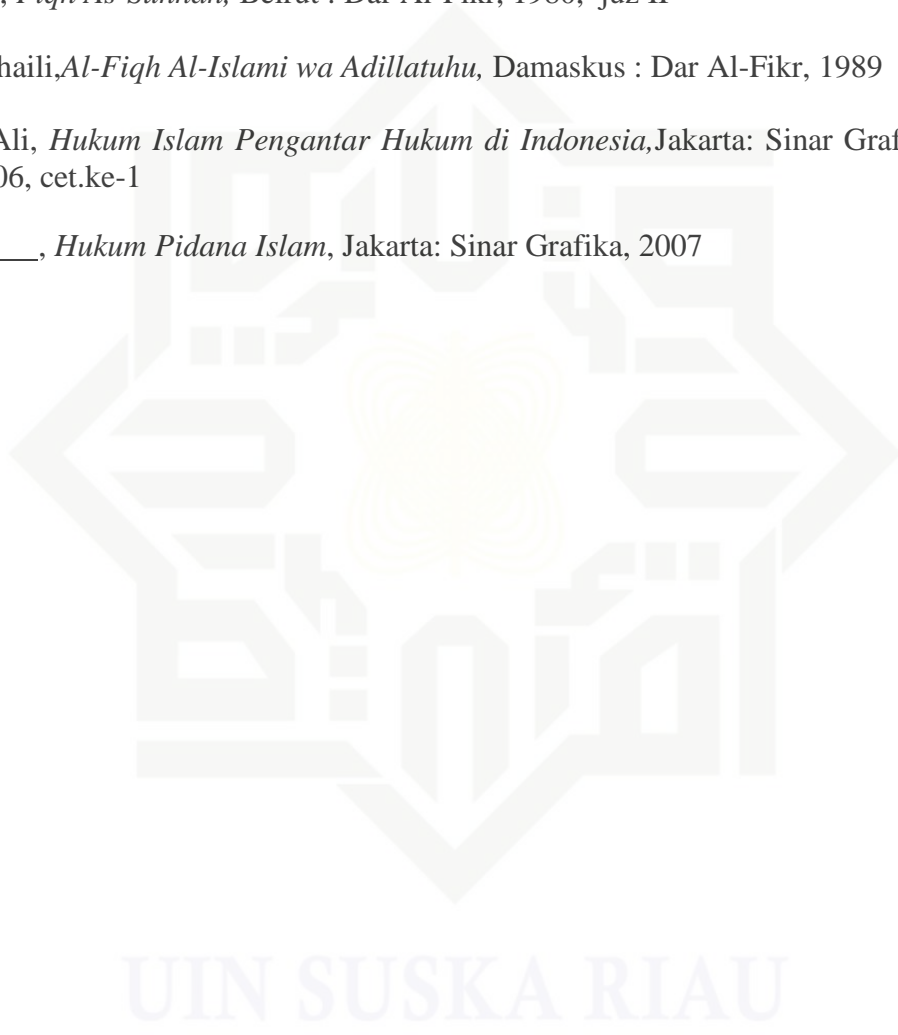 , Fiqh As-Sunnah, Beirut : Dar Al-Fikr, 1980, juz II
haili,Al-Fiqh Al-Islami wa Adillatuhu, Damaskus : Dar Al-Fikr, 1989
Ali, Hukum Islam Pengantar Hukum di Indonesia,Jakarta: Sinar Graf
06, cet.ke-1
___, Hukum Pidana Islam, Jakarta: Sinar Grafika, 2007
UIN SUSKA RIAU